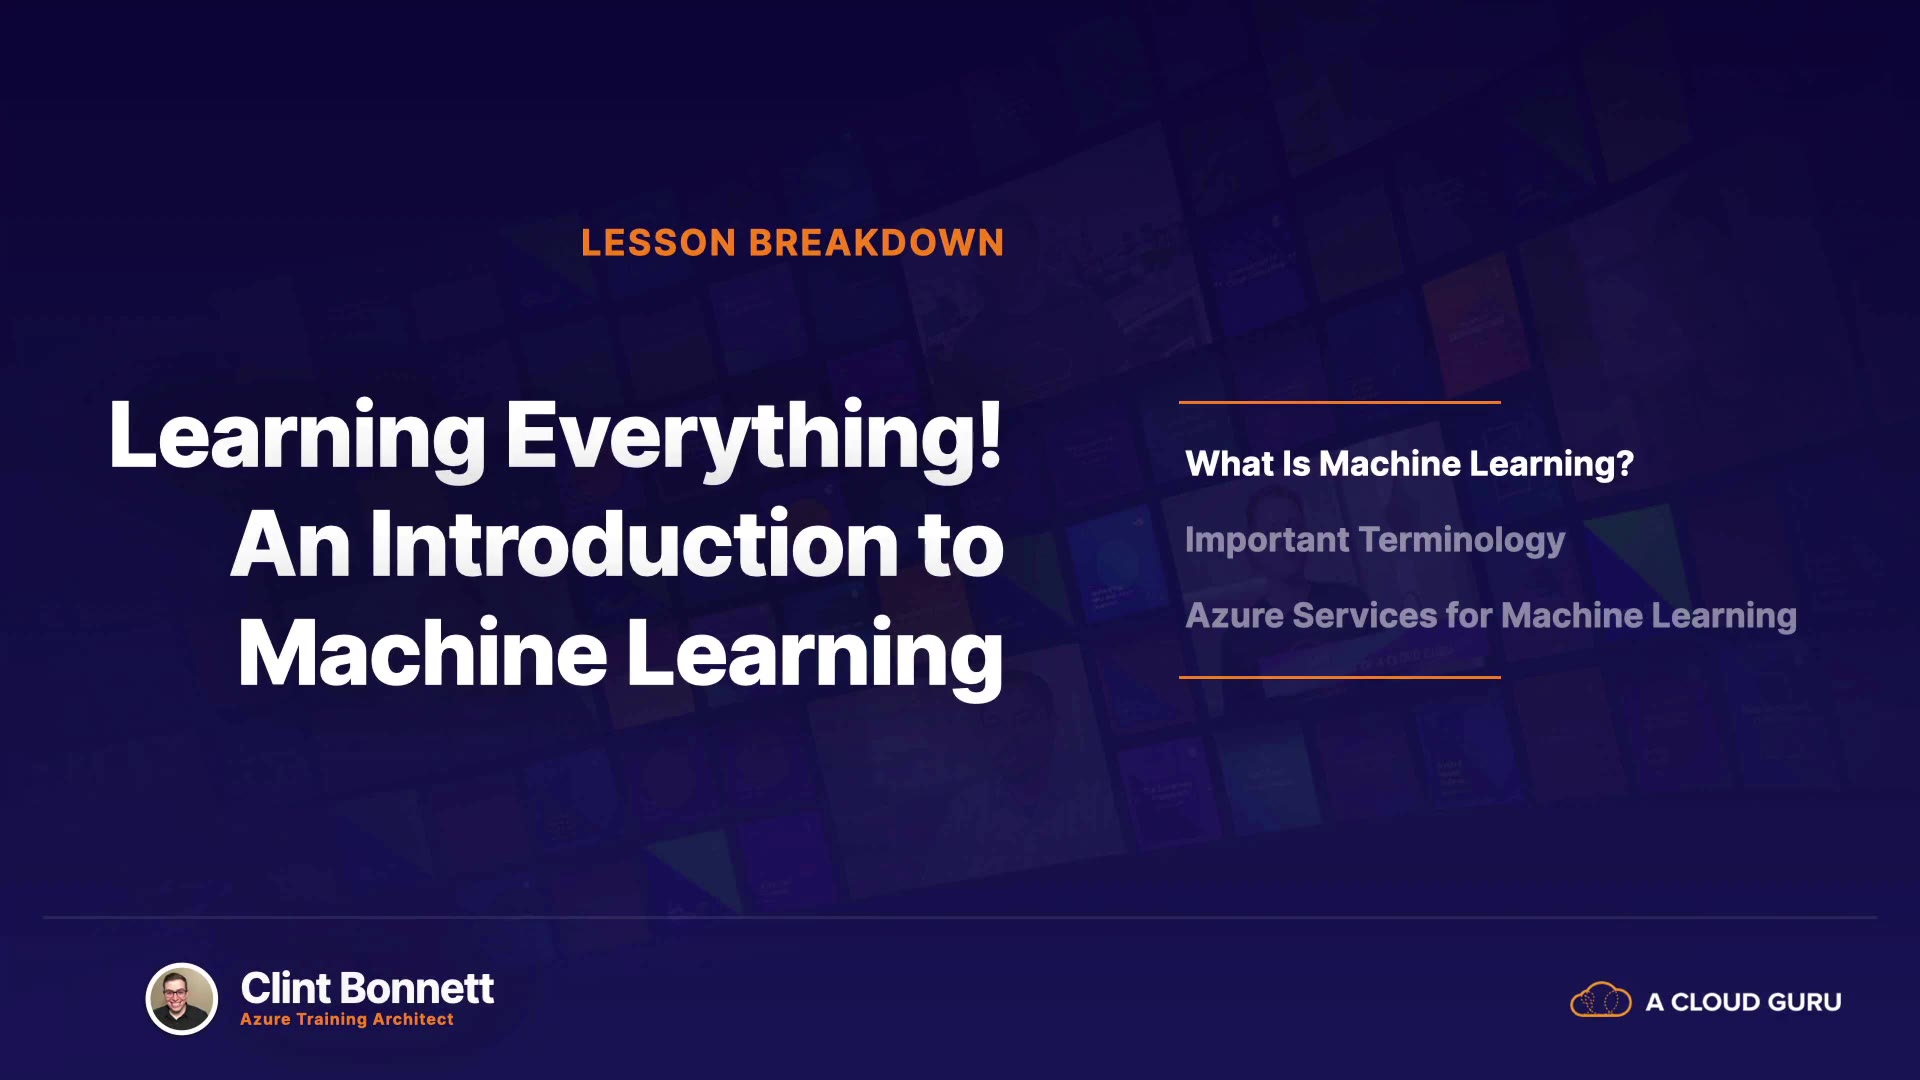 LESSON BREAKDOWN
Learning Everything!
An Introduction to
Machine Learning
What Is Machine Learning?
Important Terminology
Azure Services for Machine Learning
Clint Bonnett
Azure Training Architect
A CLOUD GURU